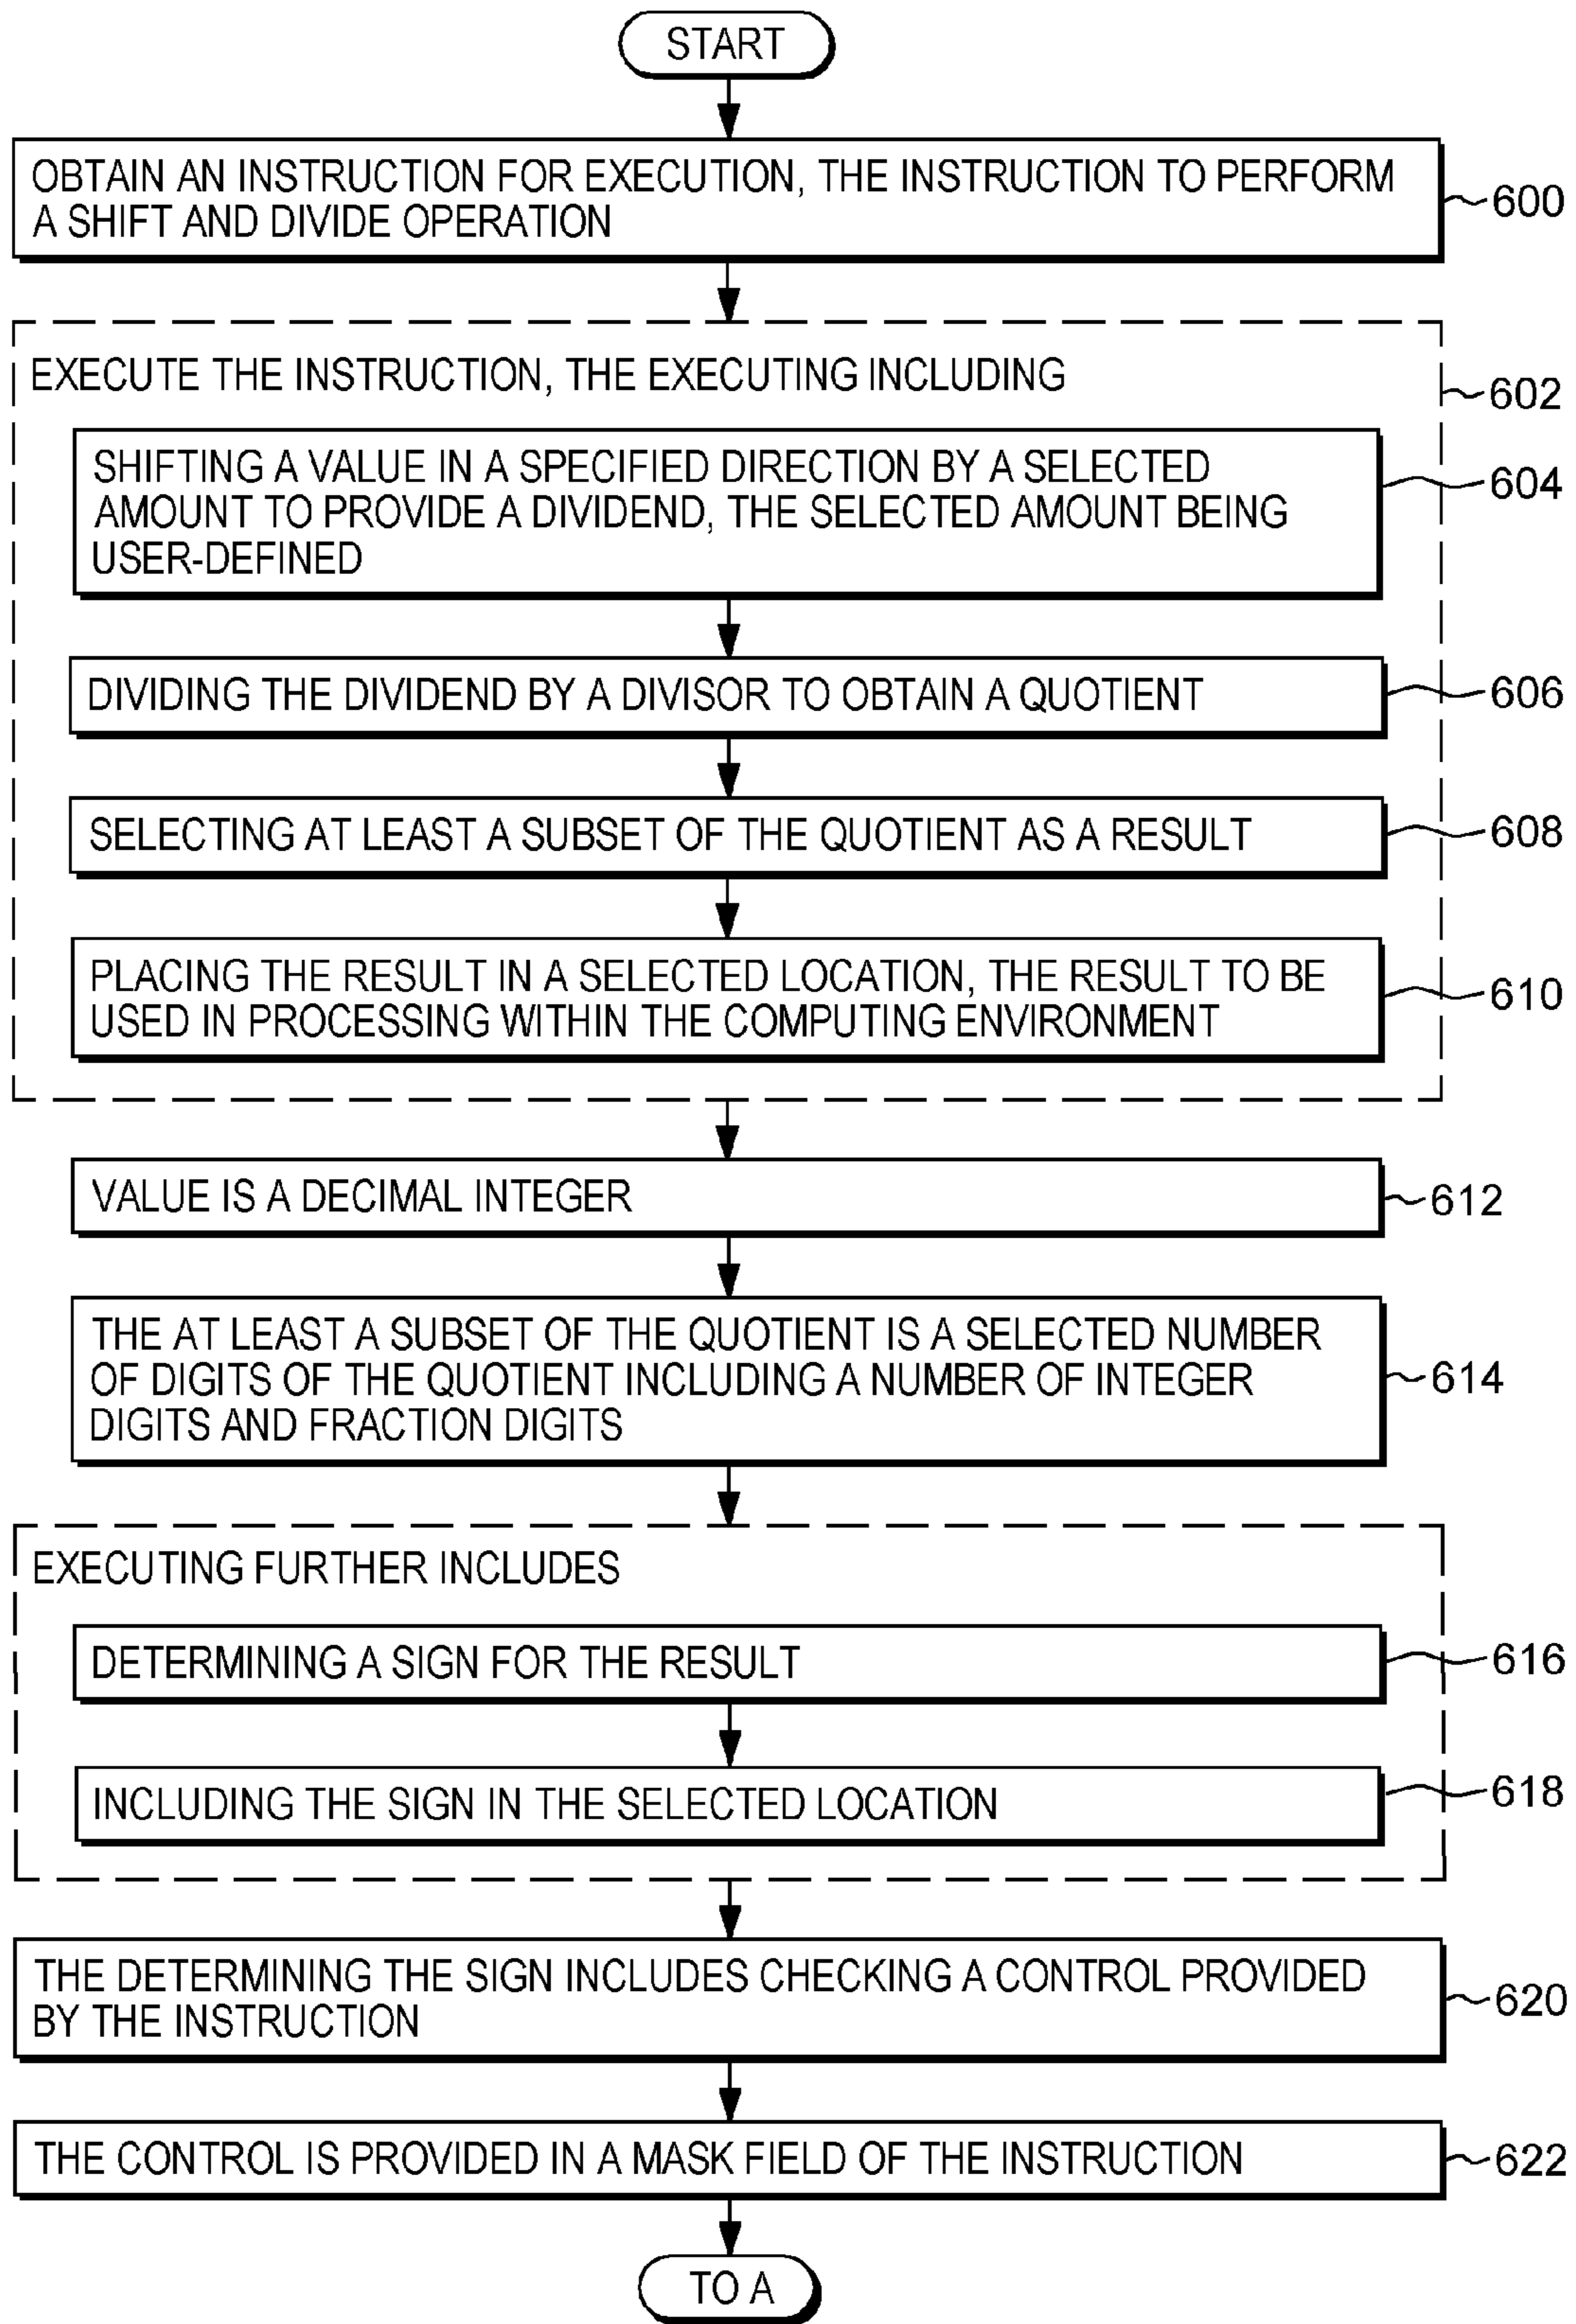 START
OBTAIN AN INSTRUCTION FOR EXECUTION, THE INSTRUCTION TO PERFORM
A SHIFT AND DIVIDE OPERATION
600
EXECUTE THE INSTRUCTION, THE EXECUTING INCLUDING
602
SHIFTING A VALUE IN A SPECIFIED DIRECTION BY A SELECTED
AMOUNT TO PROVIDE A DIVIDEND, THE SELECTED AMOUNT BEING
USER-DEFINED
604
DIVIDING THE DIVIDEND BY A DIVISOR TO OBTAIN A QUOTIENT
606
SELECTING AT LEAST A SUBSET OF THE QUOTIENT AS A RESULT
608
PLACING THE RESULT IN A SELECTED LOCATION, THE RESULT TO BE
USED IN PROCESSING WITHIN THE COMPUTING ENVIRONMENT
610
VALUE IS A DECIMAL INTEGER
612
THE AT LEAST A SUBSET OF THE QUOTIENT IS A SELECTED NUMBER
OF DIGITS OF THE QUOTIENT INCLUDING A NUMBER OF INTEGER
DIGITS AND FRACTION DIGITS
614
EXECUTING FURTHER INCLUDES
DETERMINING A SIGN FOR THE RESULT
616
INCLUDING THE SIGN IN THE SELECTED LOCATION
618
THE DETERMINING THE SIGN INCLUDES CHECKING A CONTROL PROVIDED
BY THE INSTRUCTION
620
THE CONTROL IS PROVIDED IN A MASK FIELD OF THE INSTRUCTION
622
TO A